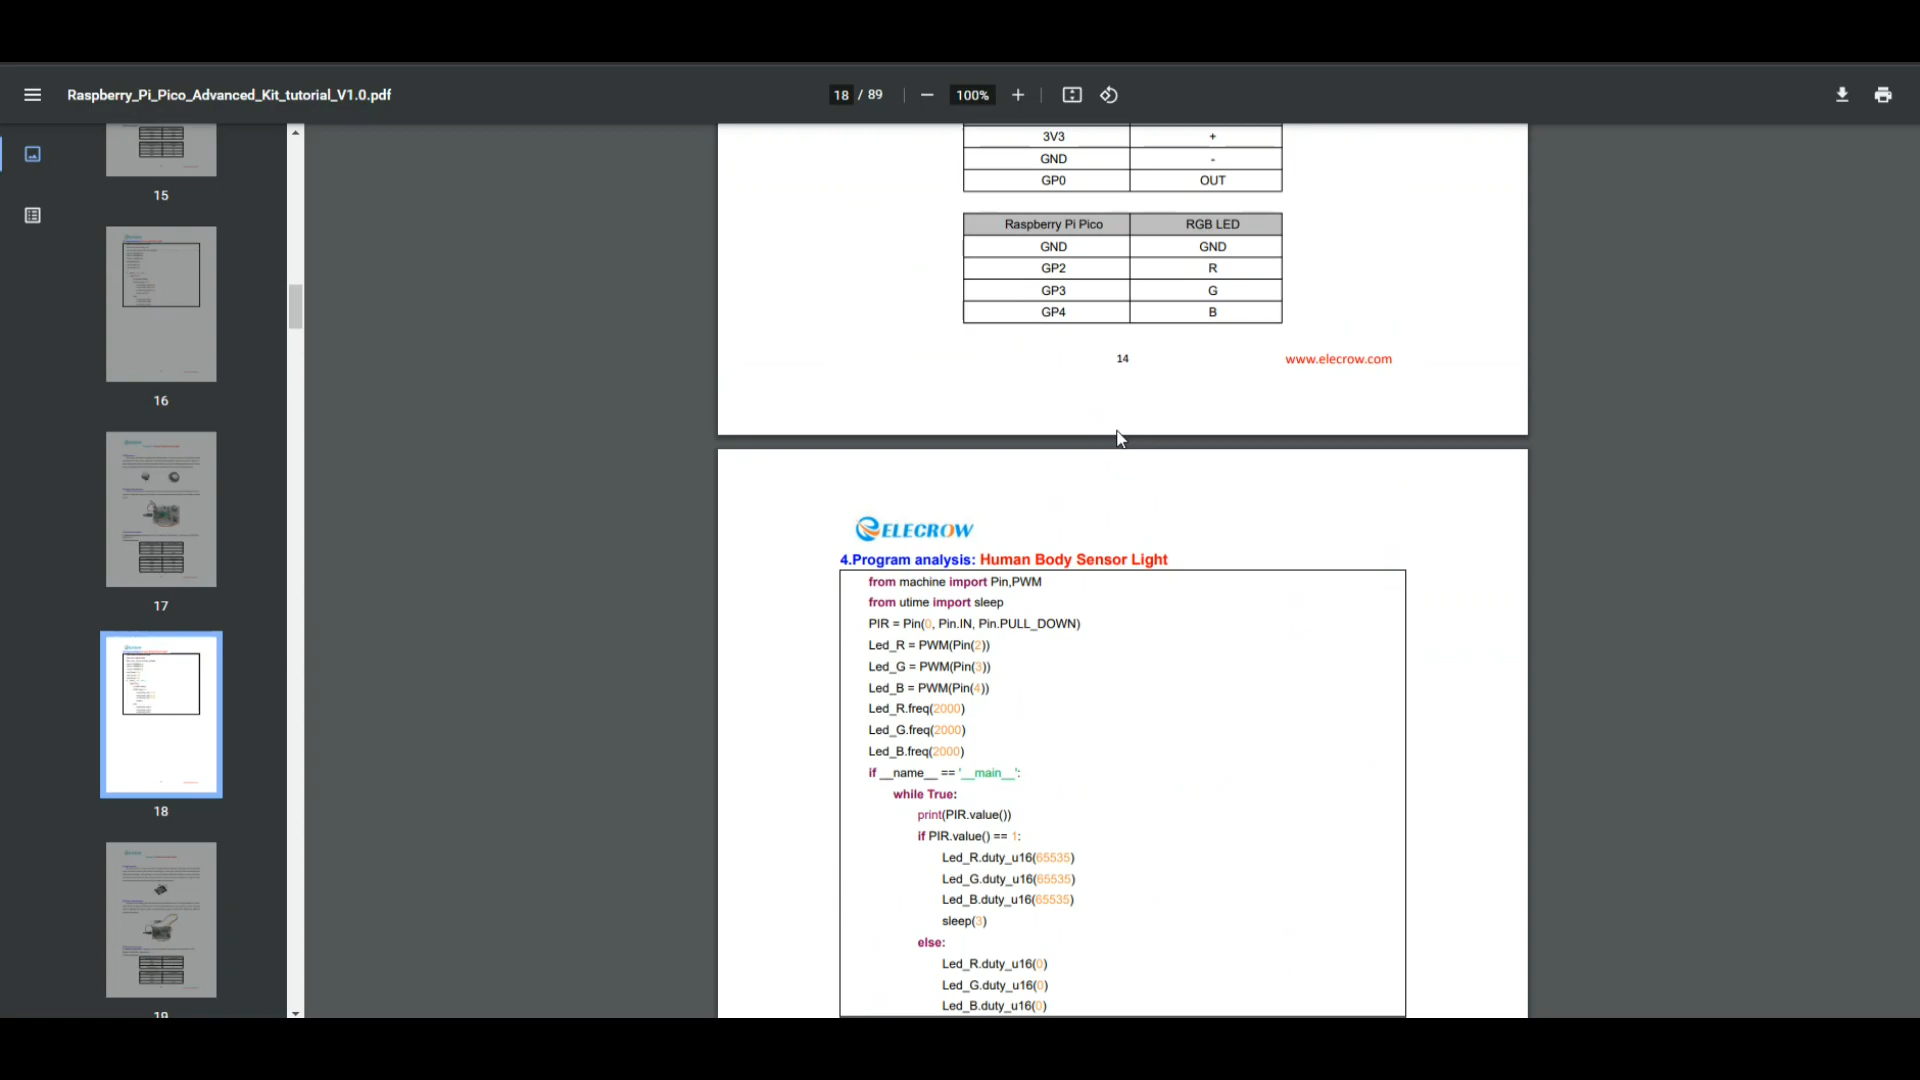 Raspberry_Pi_Pico_Advanced_Kit_tutorial_V1.0.pdf
18 / 89
100%
15
16
17
18
19
3V3 +
GND -
GP0 OUT
Raspberry Pi Pico RGB LED
GND GND
GP2 R
GP3 G
GP4 B
14
www.elecrow.com
ELECROW
4.Program analysis: Human Body Sensor Light
from machine import Pin,PWM
from utime import sleep
PIR = Pin(0, Pin.IN, Pin.PULL_DOWN)
Led_R = PWM(Pin(2))
Led_G = PWM(Pin(3))
Led_B = PWM(Pin(4))
Led_R.freq(2000)
Led_G.freq(2000)
Led_B.freq(2000)
if __name__ == '__main__':
while True:
print(PIR.value())
if PIR.value() == 1:
Led_R.duty_u16(65535)
Led_G.duty_u16(65535)
Led_B.duty_u16(65535)
sleep(3)
else:
Led_R.duty_u16(0)
Led_G.duty_u16(0)
Led_B.duty_u16(0)